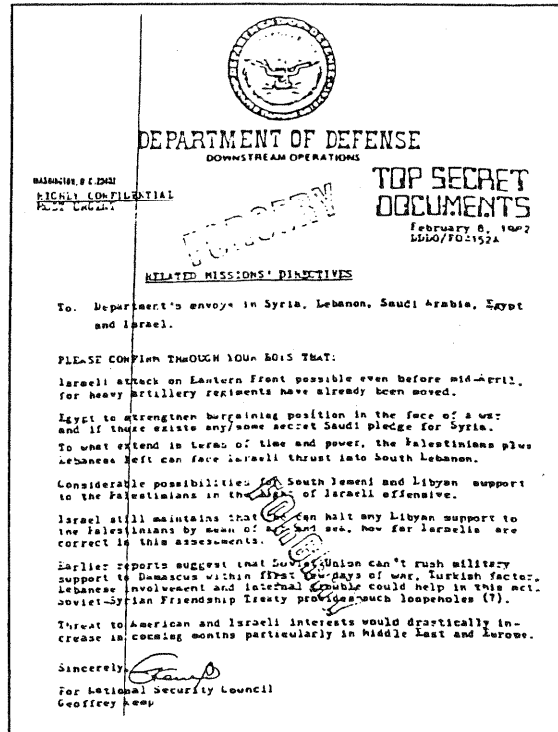 DEPARTMENT OF DEFENSE
DOWNSTREAM OPERATIONS
WASHINGTON, D.C.
HIGHLY CONFIDENTIAL
MOST URGENT
TOP SECRET
DOCUMENTS
FORGERY
February 8, 1982
RELATED MISSIONS' DIRECTIVES
To. Department's envoys in Syria, Lebanon, Saudi Arabia, Egypt
and Israel.
PLEASE CONFIRM THROUGH YOUR THAT:
Israeli attack on Eastern Front possible even before mid-April,
for heavy artillery regiments have already been moved.
Egypt to strengthen bargaining position in the face of a war
and if there exists any/some secret Saudi pledge for Syria.
To what extend in terms of time and power, the Palestinians plus
Lebanese left can face Israeli thrust into South Lebanon.
Considerable possibilities for South Yemeni and Libyan support
to the Palestinians in the of Israeli offensive.
Israel still maintains that can halt any Libyan support to
the Palestinians by mean of and sea, how far Israelis are
correct in this assessments.
FORGERY
Earlier reports suggest that Soviet Union can't rush military
support to Damascus within first few days of war, Turkish factor,
Lebanese involvement and internal trouble could help in this act.
Soviet-Syrian Friendship Treaty provides such loopholes (?).
Threat to American and Israeli interests would drastically in-
crease in coming months particularly in Middle East and Europe.
Sincerely,
For National Security Council
Geoffrey Kemp